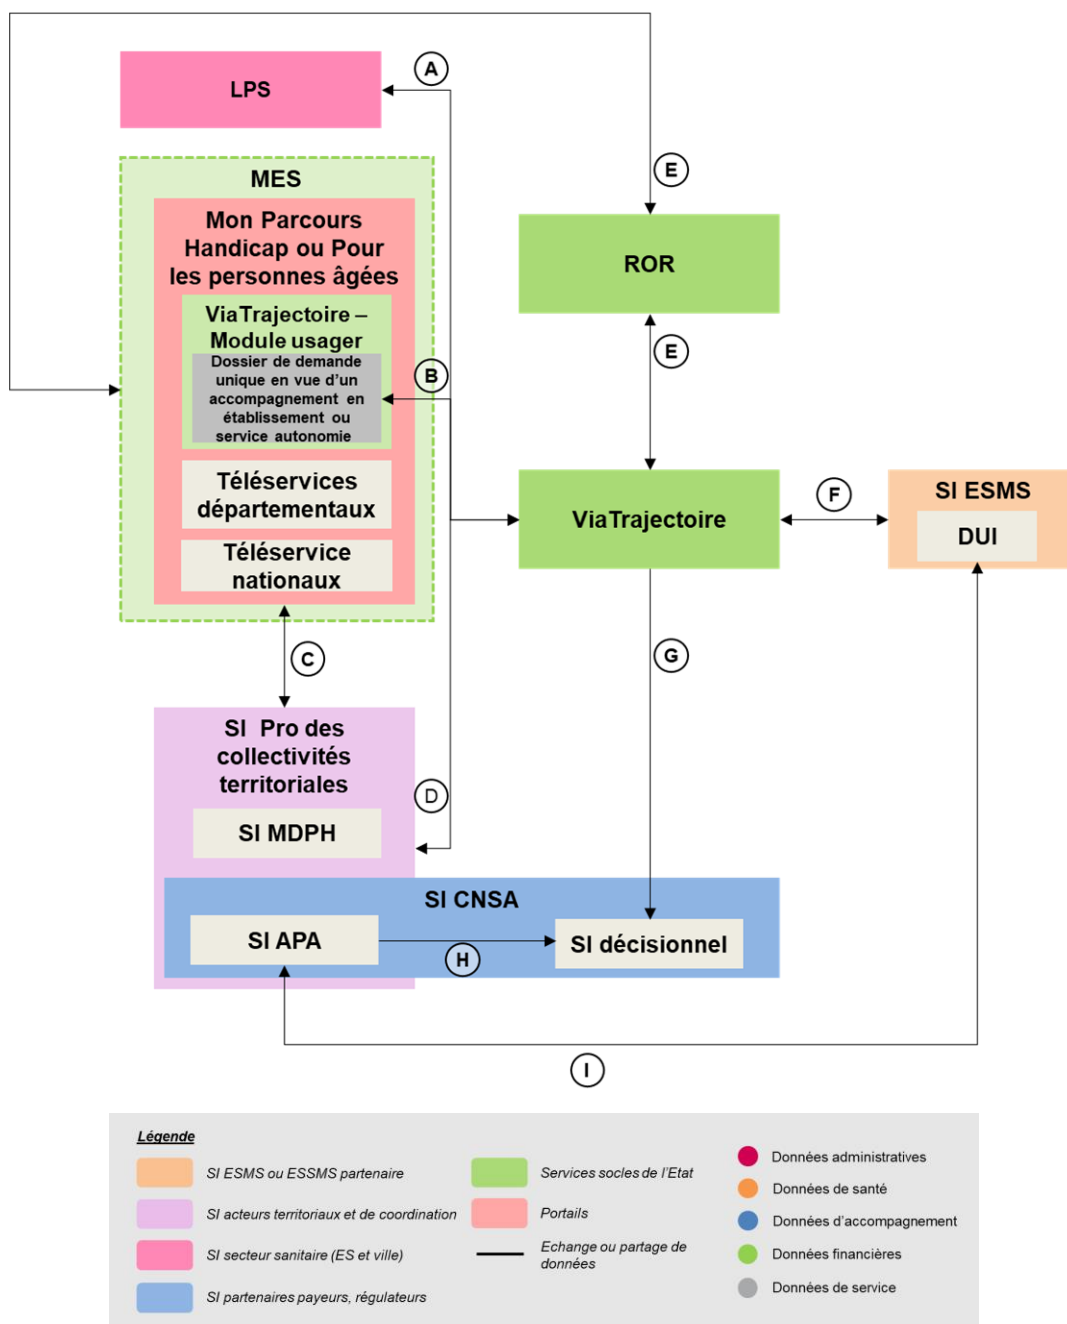 A
LPS
MES
Mon Parcours
Handicap ou Pour
les personnes âgées
ViaTrajectoire –
Module usager
Dossier de demande
unique en vue d'un
accompagnement en
établissement ou
service autonomie
B
Téléservices
départementaux
Téléservice
nationaux
E
ROR
E
ViaTrajectoire
F
SI ESMS
DUI
C
G
SI Pro des
collectivités
territoriales
D
SI MDPH
SI CNSA
SI APA
H
SI décisionnel
I
Légende
SI ESMS ou ESSMS partenaire
SI acteurs territoriaux et de coordination
SI secteur sanitaire (ES et ville)
SI partenaires payeurs, régulateurs
Services socles de l'Etat
Portails
Echange ou partage de
données
Données administratives
Données de santé
Données d'accompagnement
Données financières
Données de service